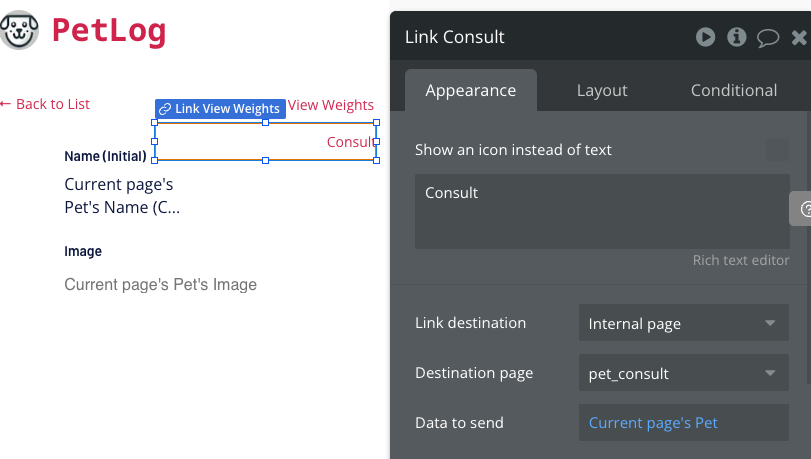 PetLog
Link Consult
← Back to List
Link View Weights
View Weights
Consult
Name (Initial)
Current page's
Pet's Name (C...
Image
Current page's Pet's Image
Appearance
Layout
Conditional
Show an icon instead of text
Consult
Rich text editor
Link destination
Internal page
Destination page
pet_consult
Data to send
Current page's Pet